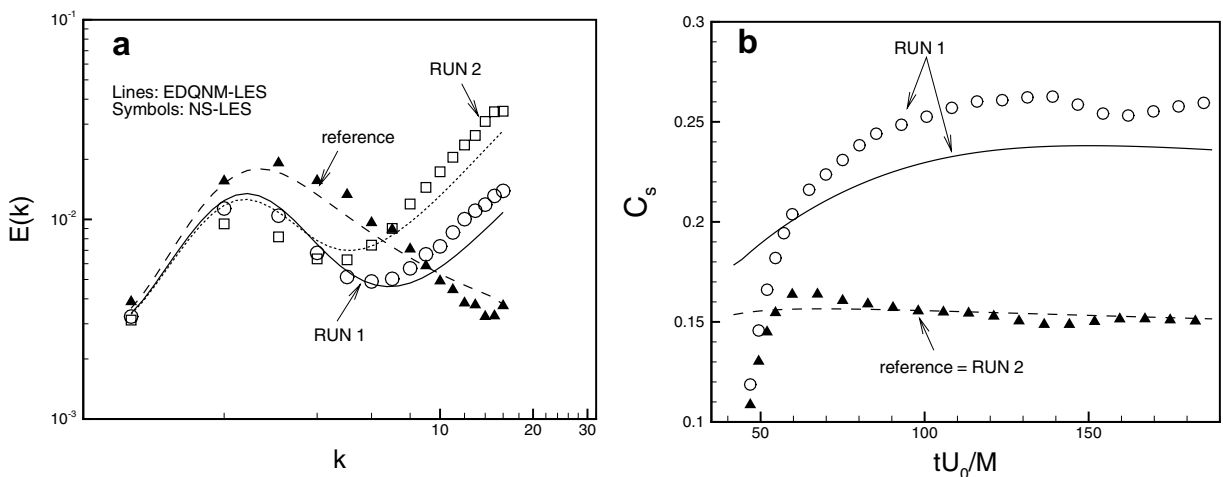 a
Lines: EDQNM-LES
Symbols: NS-LES
RUN 2
reference
RUN 1
E(k)
10⁻¹
10⁻²
10⁻³
10
20
30
k
b
RUN 1
reference = RUN 2
Cₛ
0.3
0.25
0.2
0.15
0.1
50
100
150
tU₀/M